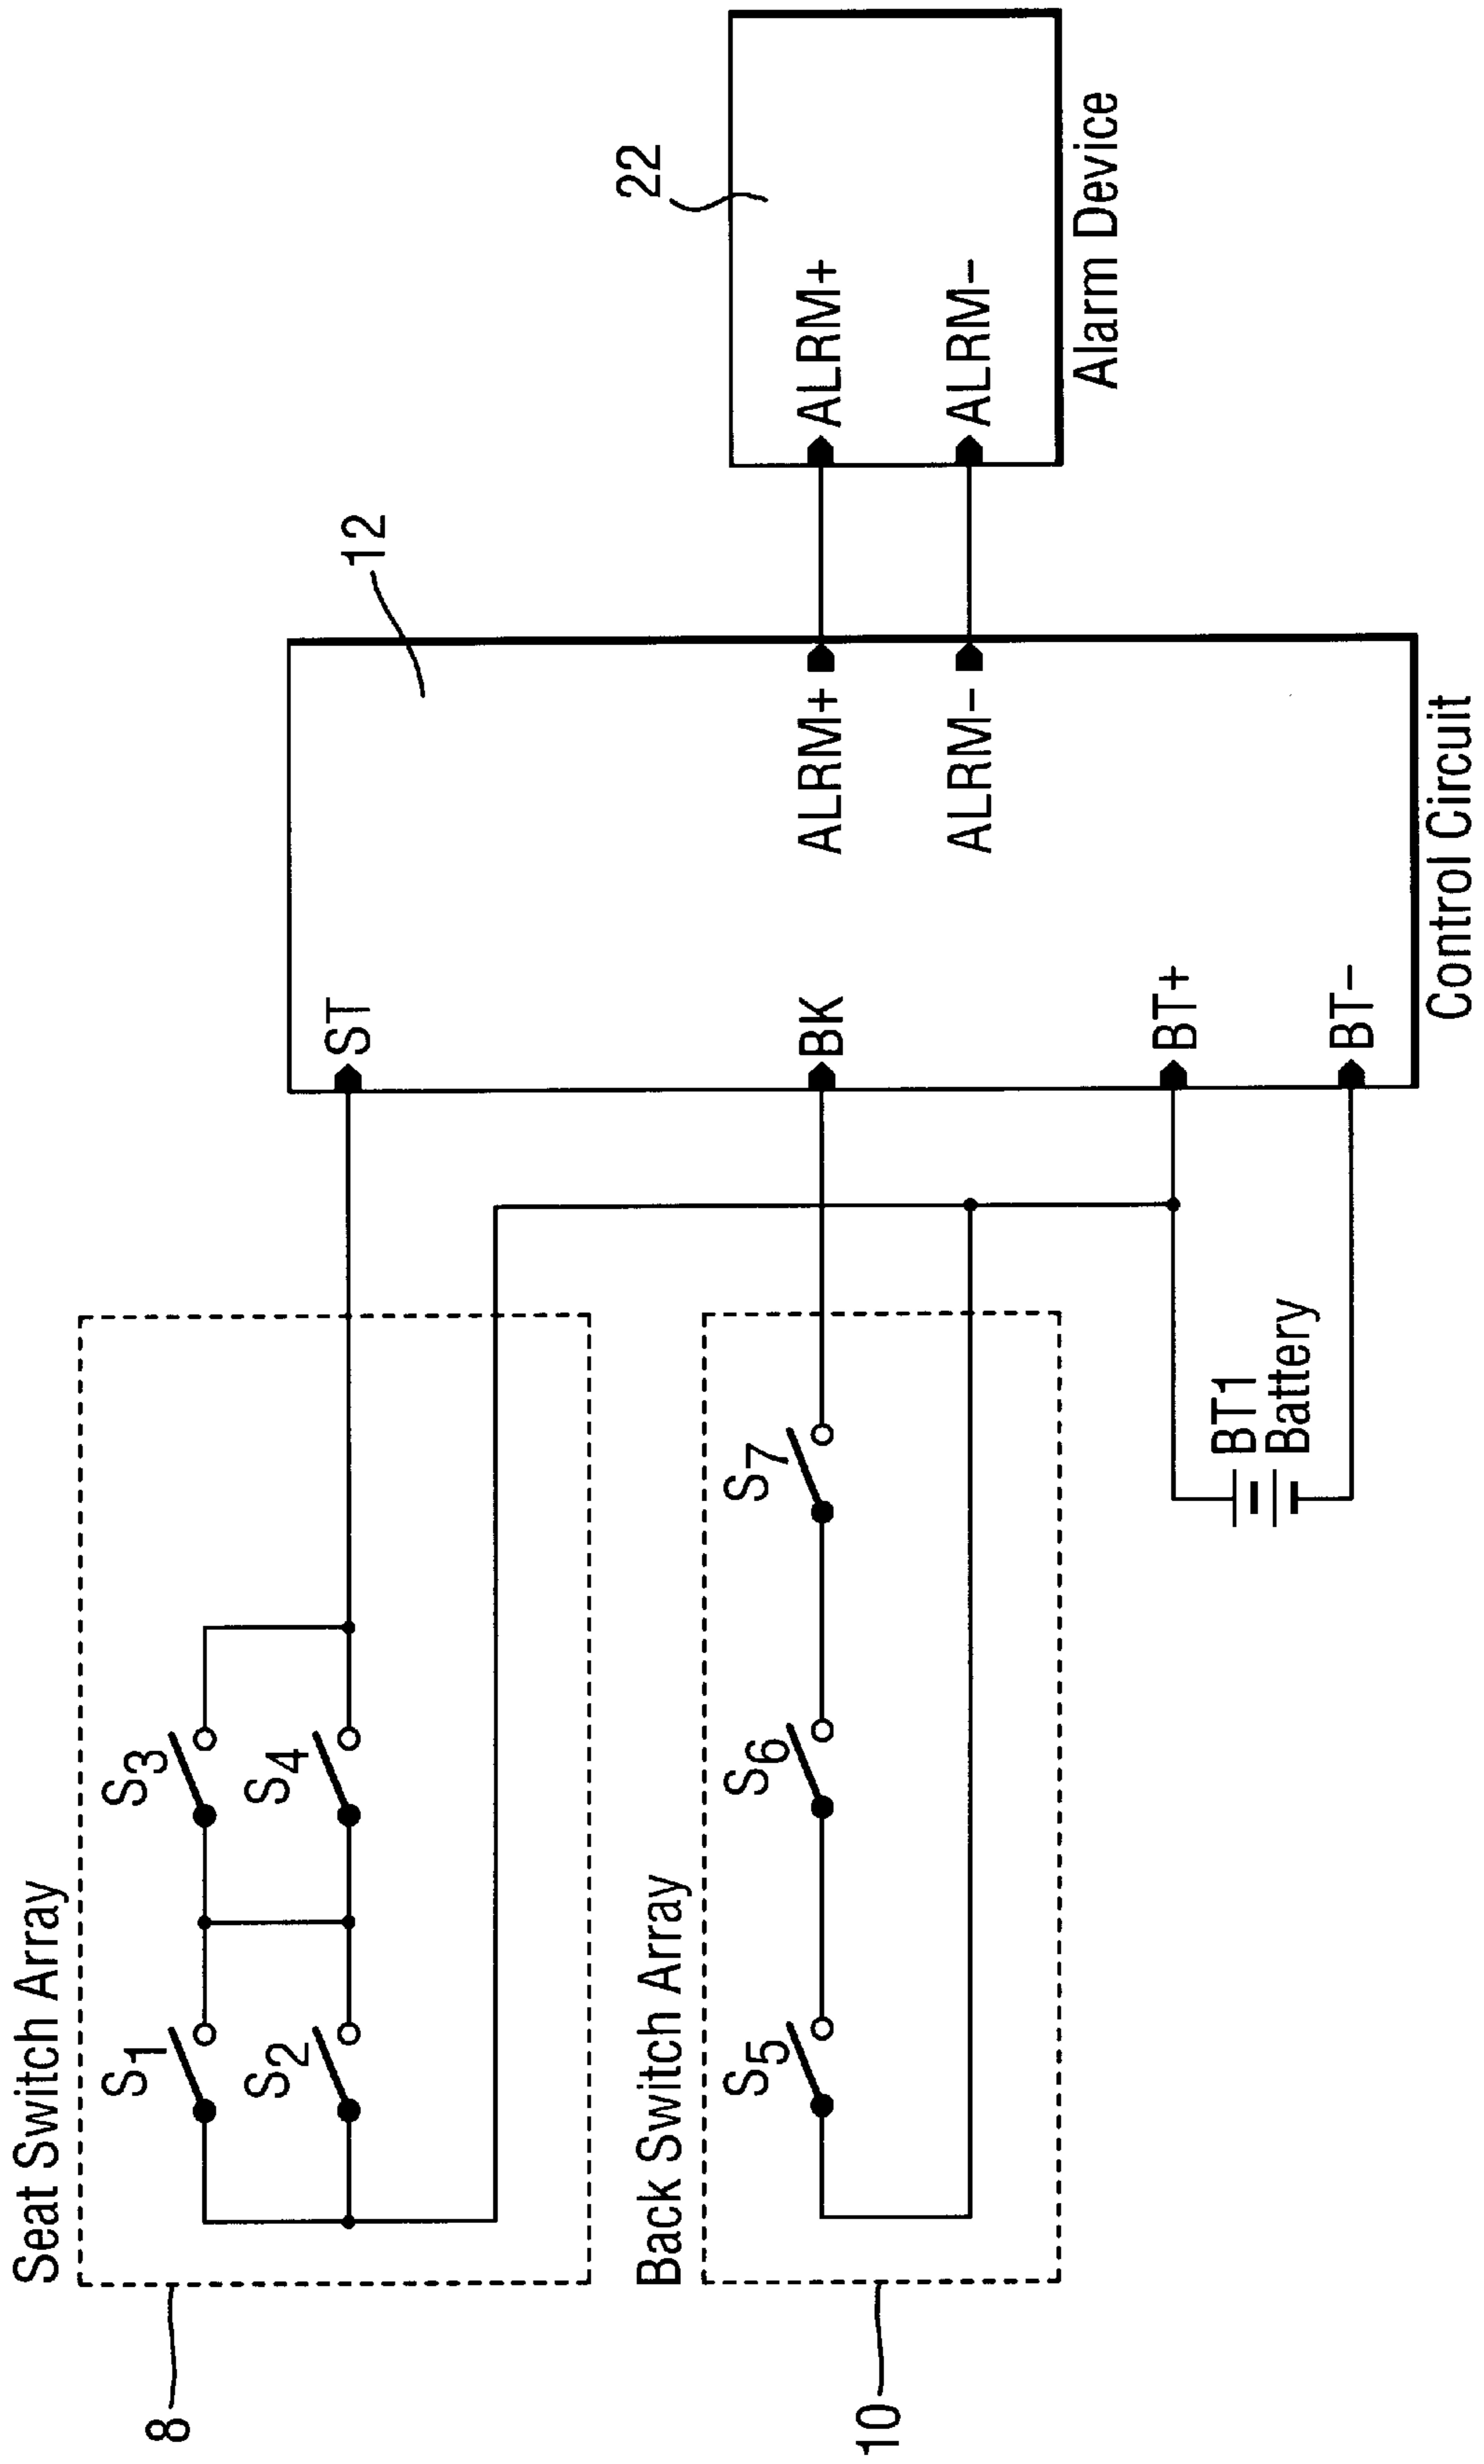 Seat Switch Array
S1
S3
S2
S4
8
Back Switch Array
S5
S6
S7
10
BT1
Battery
ST
BK
BT+
BT-
ALRM+
ALRM-
12
Control Circuit
ALRM+
ALRM-
22
Alarm Device